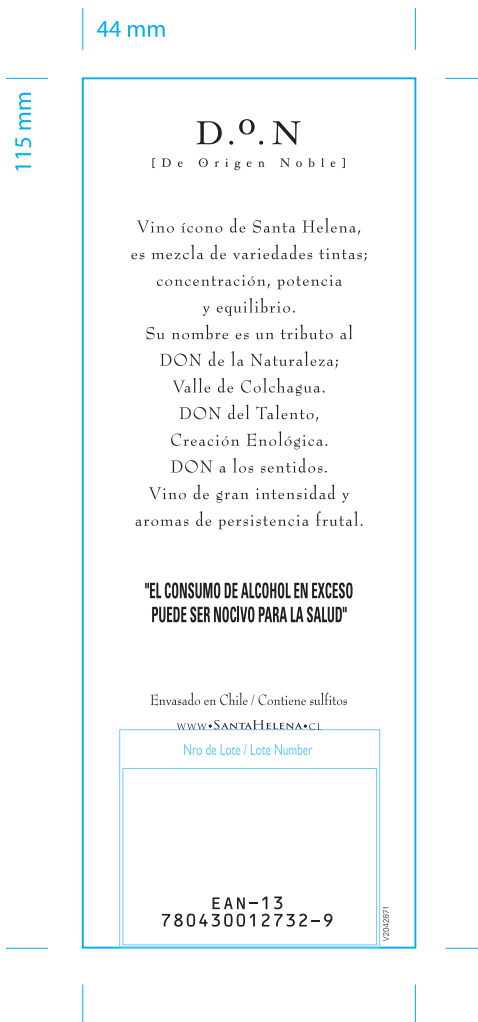 44 mm
115 mm
D.º.N
[De Origen Noble]
Vino ícono de Santa Helena,
es mezcla de variedades tintas;
concentración, potencia
y equilibrio.
Su nombre es un tributo al
DON de la Naturaleza;
Valle de Colchagua.
DON del Talento,
Creación Enológica.
DON a los sentidos.
Vino de gran intensidad y
aromas de persistencia frutal.
"EL CONSUMO DE ALCOHOL EN EXCESO
PUEDE SER NOCIVO PARA LA SALUD"
Envasado en Chile / Contiene sulfitos
WWW•SANTAHELENA•CL
Nro de Lote / Lote Number
EAN-13
780430012732-9
V2042871